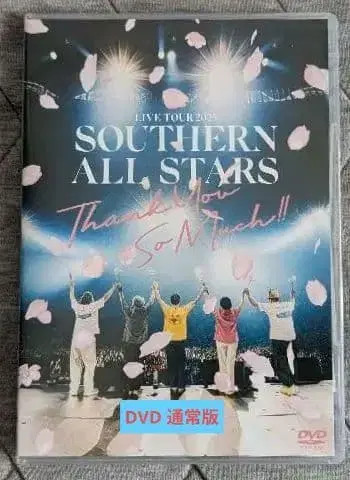 LIVE TOUR 2025
SOUTHERN
ALL STARS
Thank You
So Much!!
DVD 通常版
DVD